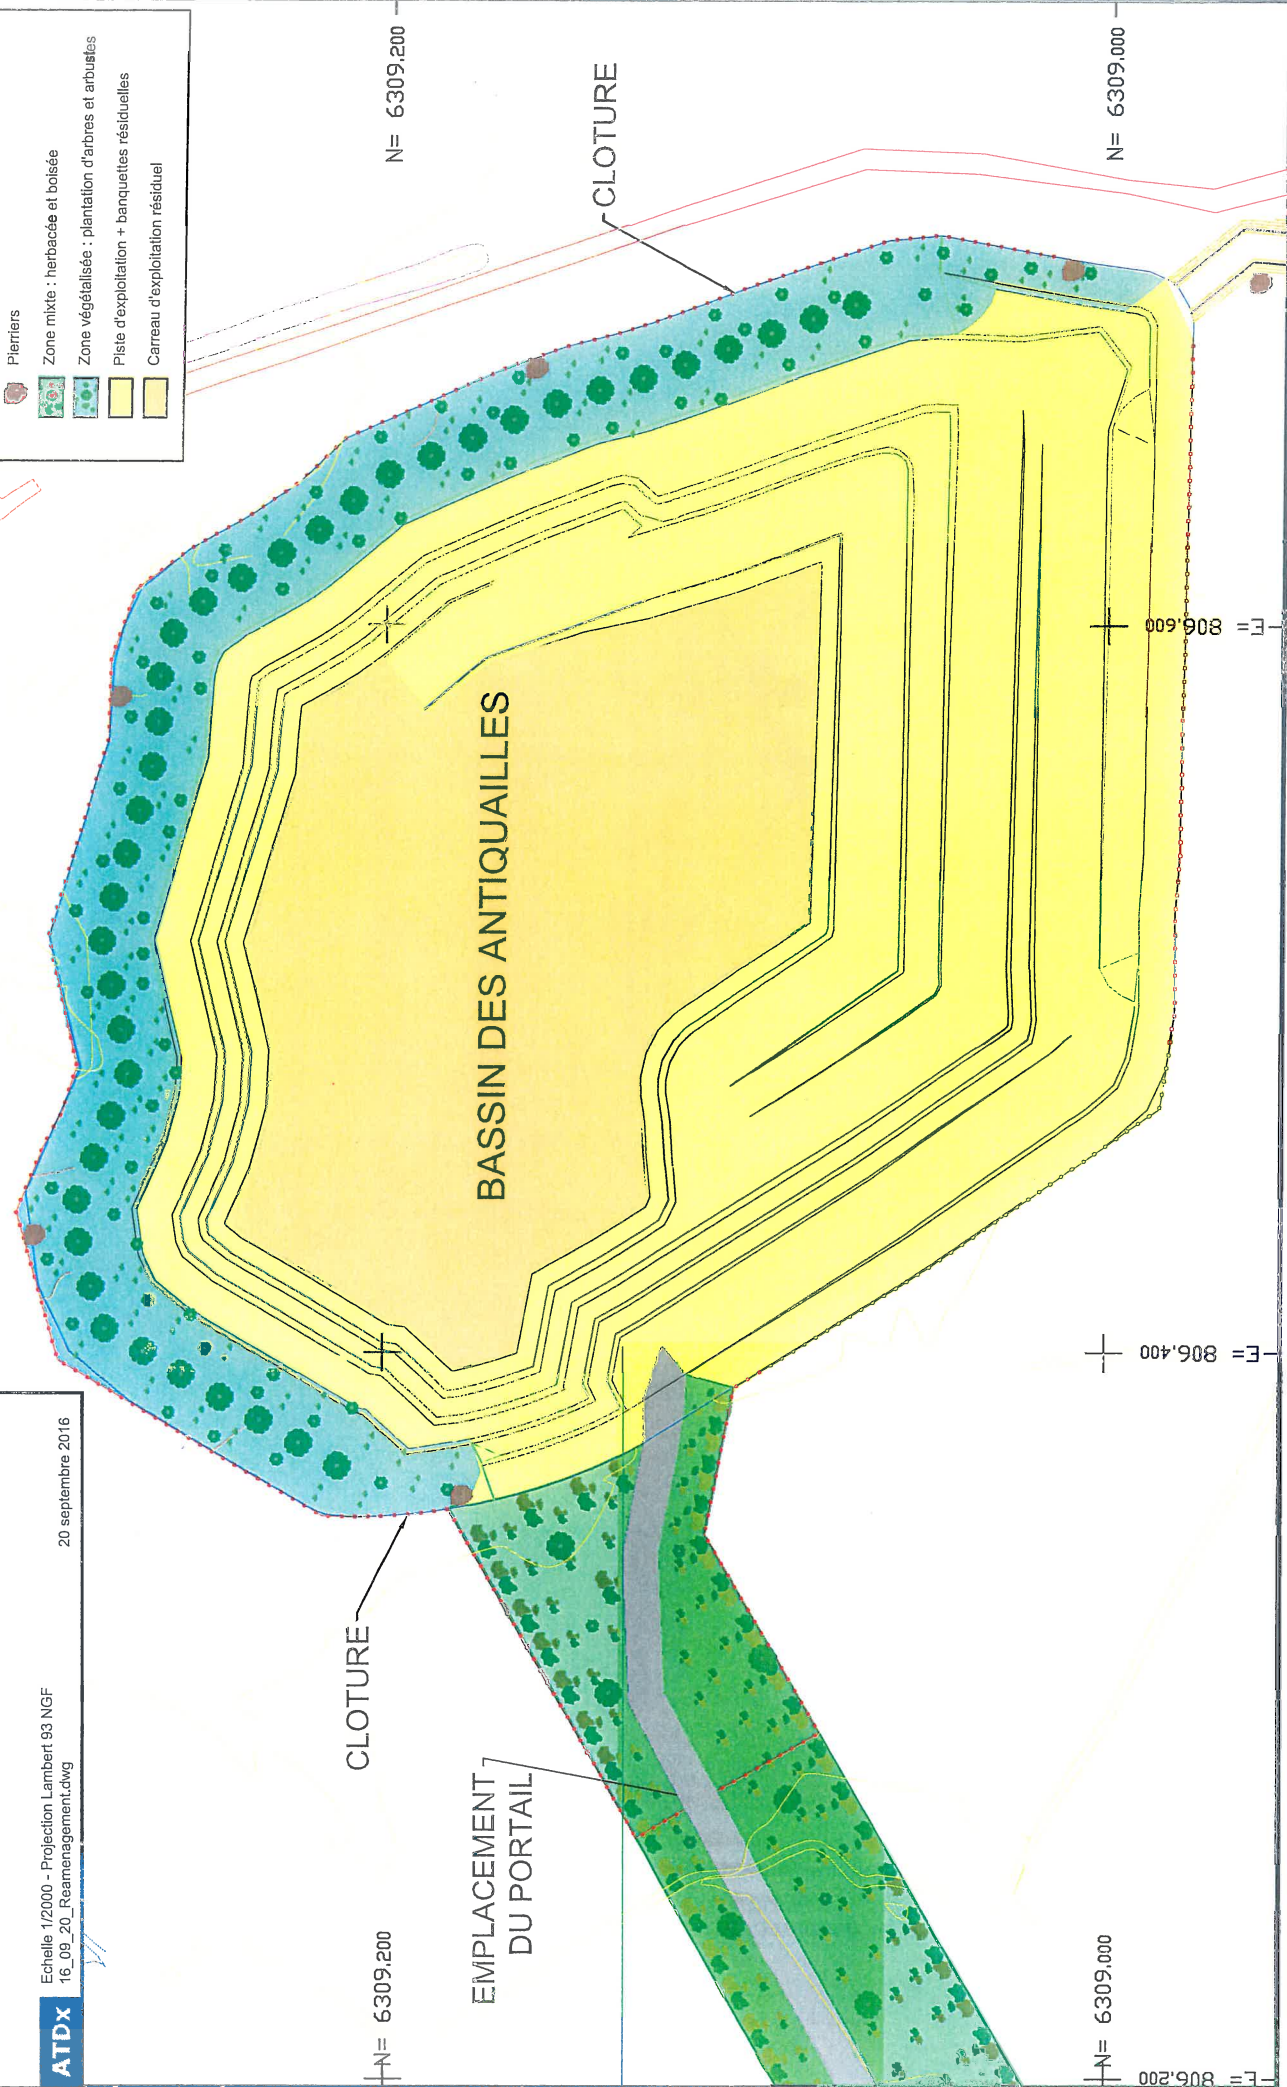 ATDx
Echelle 1/2000 - Projection Lambert 93 NGF
16_09_20_Reamenagement.dwg
20 septembre 2016
Pierriers
Zone mixte : herbacée et boisée
Zone végétalisée : plantation d'arbres et arbustes
Piste d'exploitation + banquettes résiduelles
Carreau d'exploitation résiduel
N= 6309.200
N= 6309.200
CLOTURE
EMPLACEMENT
DU PORTAIL
BASSIN DES ANTIQUAILLES
CLOTURE
N= 6309.000
N= 6309.000
E= 806.200
E= 806.400
E= 806.600